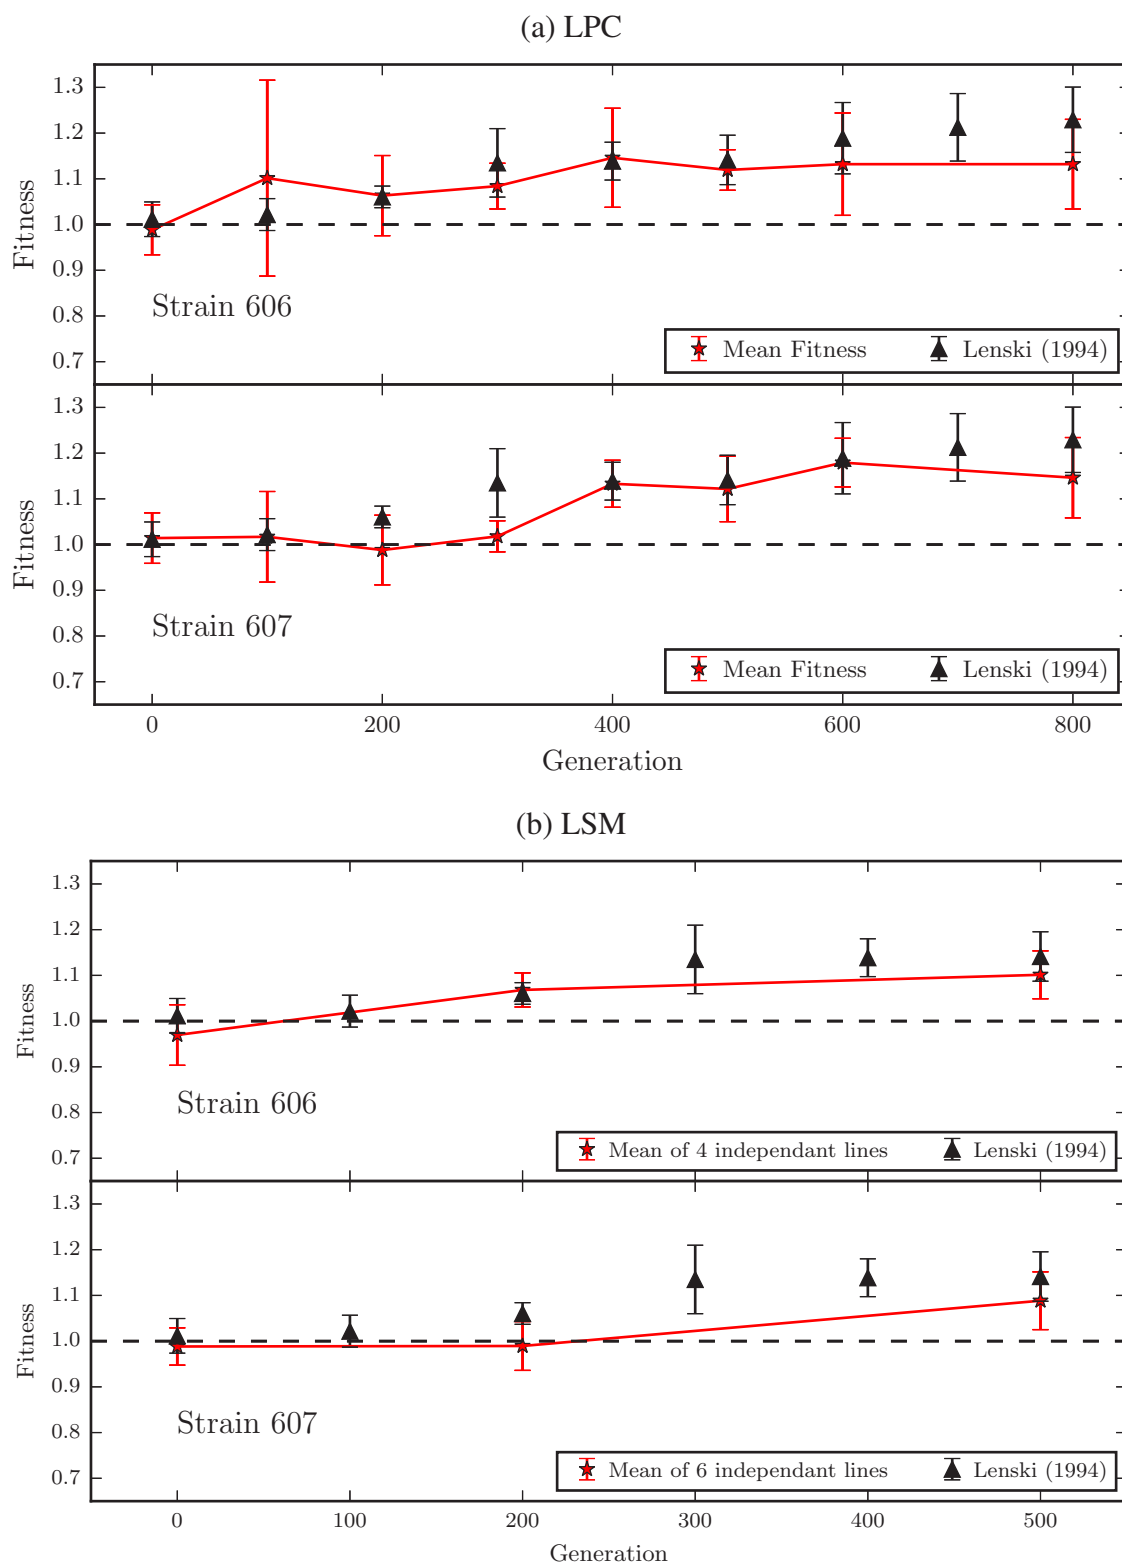 (a) LPC
1.3
1.2
1.1
1.0
0.9
0.8
0.7
Fitness
Strain 606
Mean Fitness Lenski (1994)
1.3
1.2
1.1
1.0
0.9
0.8
0.7
Fitness
Strain 607
Mean Fitness Lenski (1994)
0 200 400 600 800
Generation
(b) LSM
1.3
1.2
1.1
1.0
0.9
0.8
0.7
Fitness
Strain 606
Mean of 4 independant lines Lenski (1994)
1.3
1.2
1.1
1.0
0.9
0.8
0.7
Fitness
Strain 607
Mean of 6 independant lines Lenski (1994)
0 100 200 300 400 500
Generation